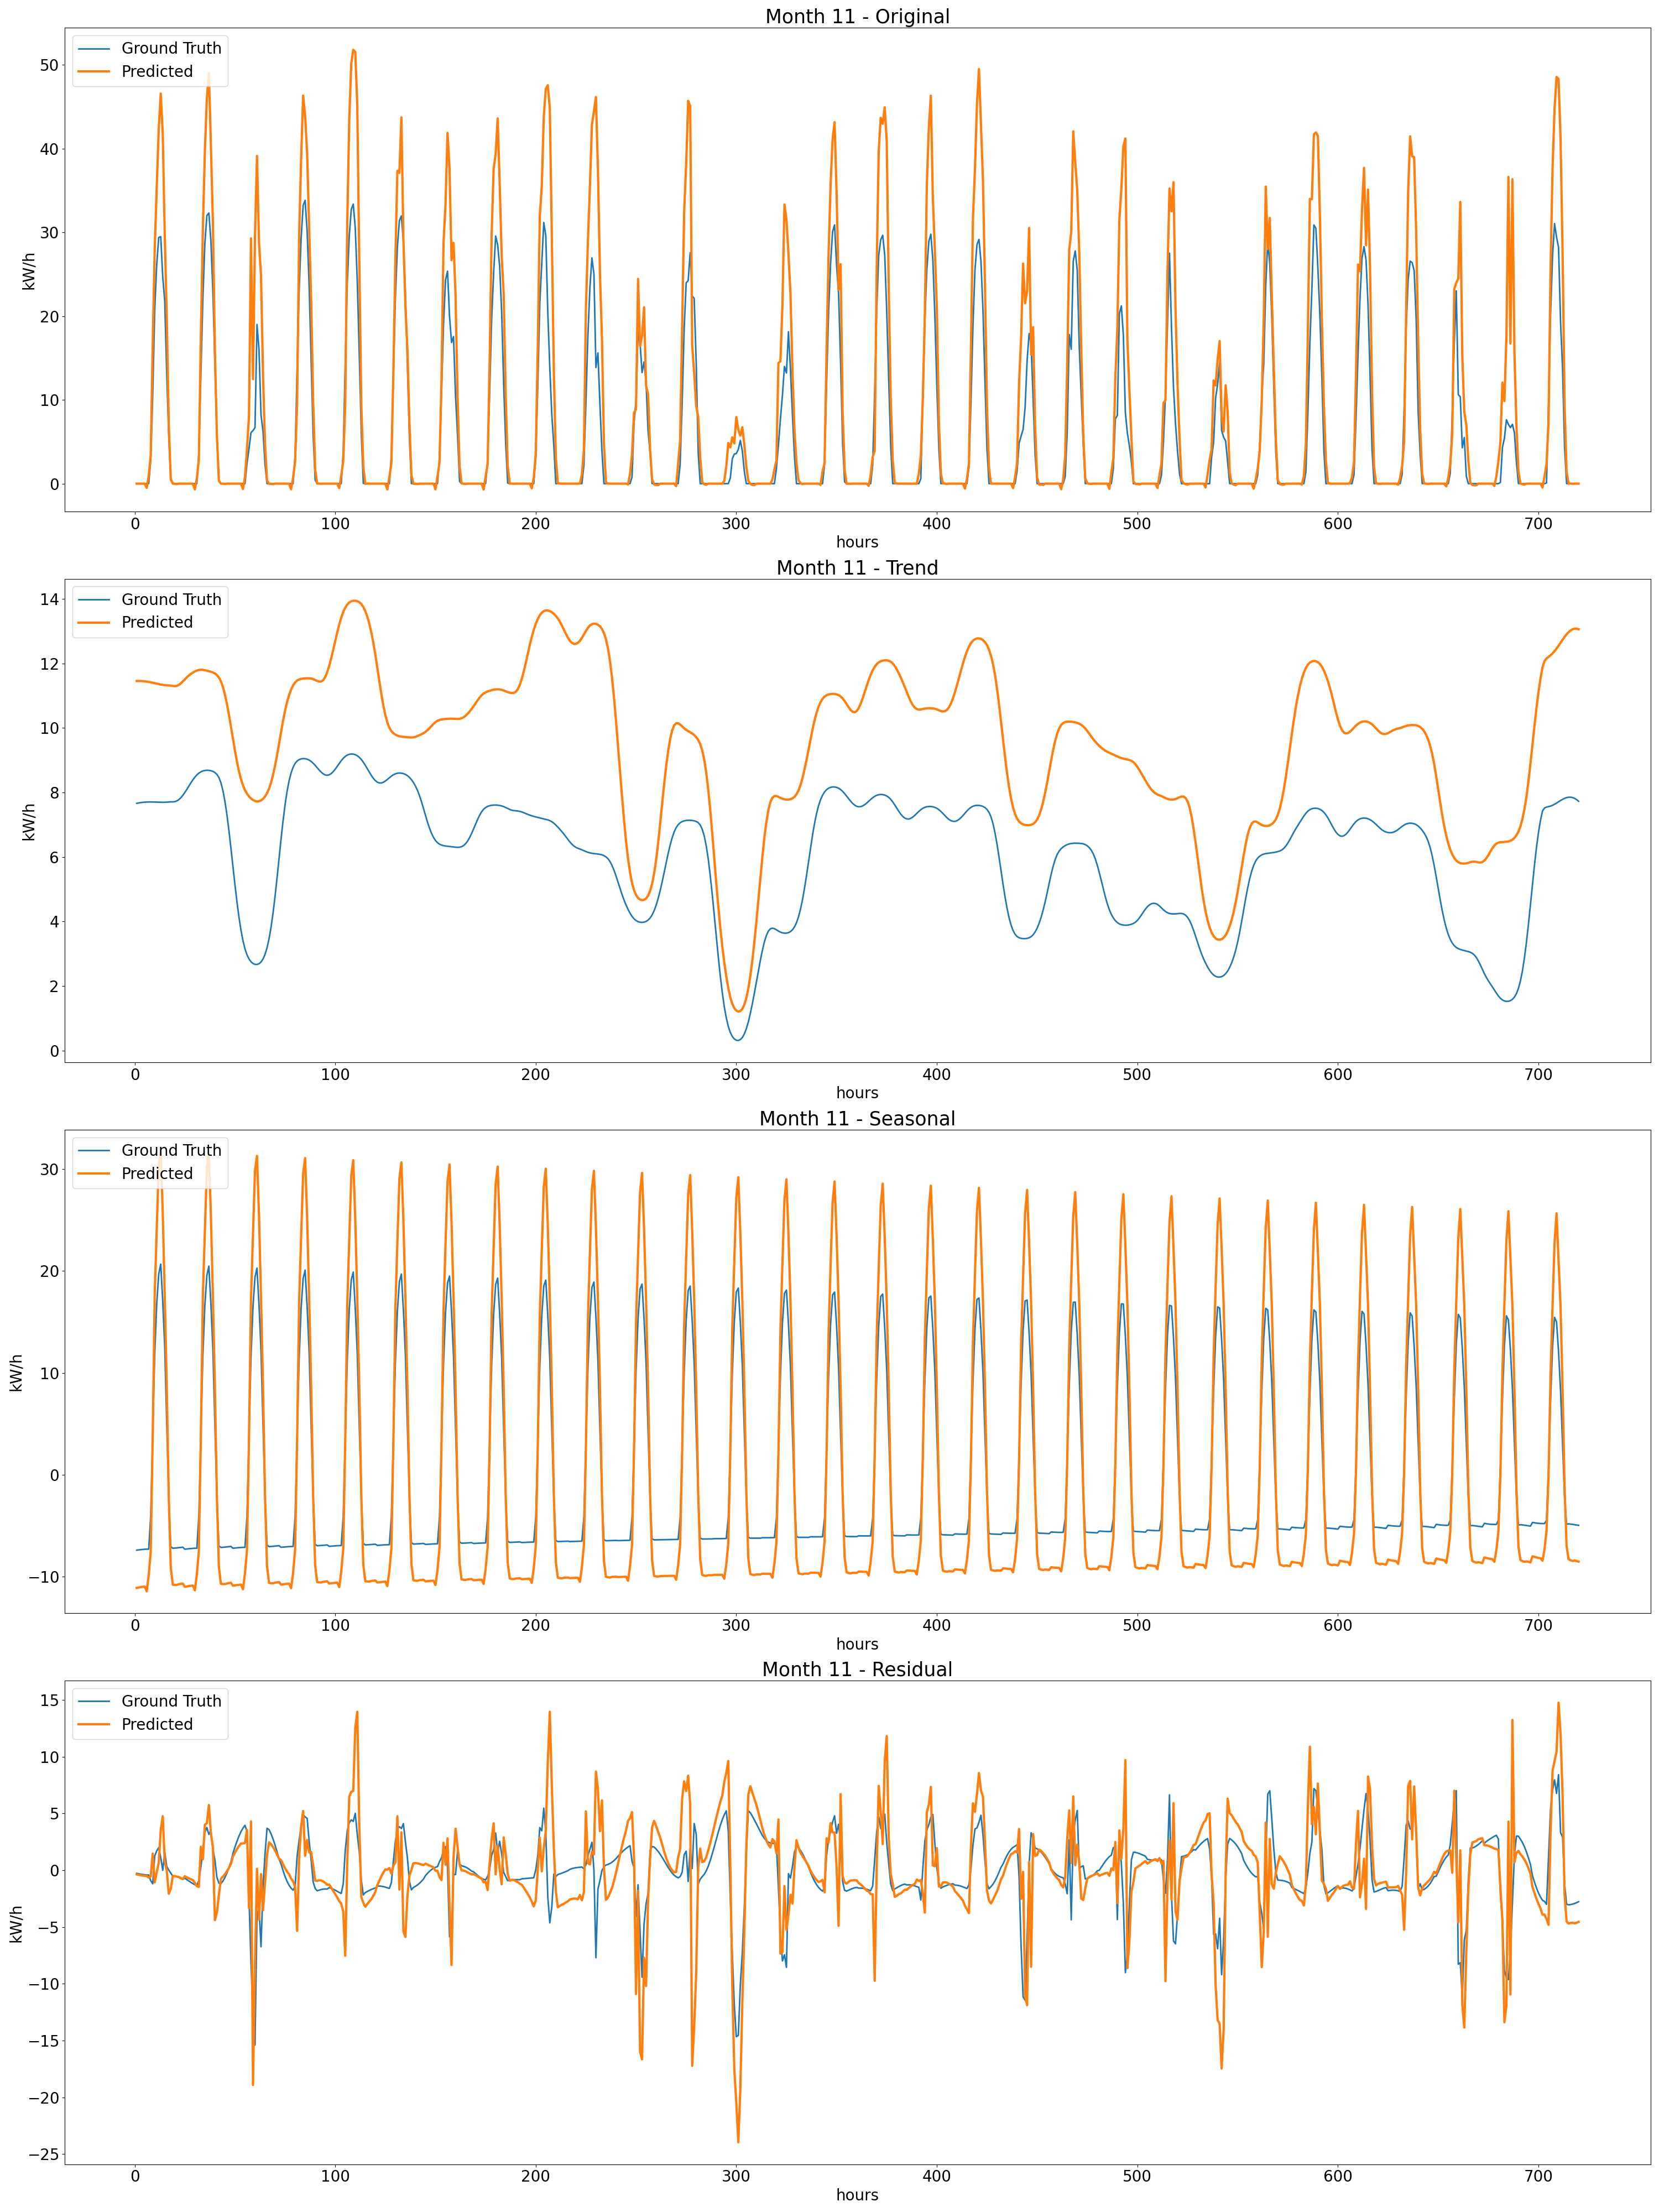 Month 11 - Original
Ground Truth
Predicted
50
40
30
20
10
0
kW/h
0 100 200 300 400 500 600 700
hours
Month 11 - Trend
Ground Truth
Predicted
14
12
10
8
6
4
2
0
kW/h
0 100 200 300 400 500 600 700
hours
Month 11 - Seasonal
Ground Truth
Predicted
30
20
10
0
−10
kW/h
0 100 200 300 400 500 600 700
hours
Month 11 - Residual
Ground Truth
Predicted
15
10
5
0
−5
−10
−15
−20
−25
kW/h
0 100 200 300 400 500 600 700
hours